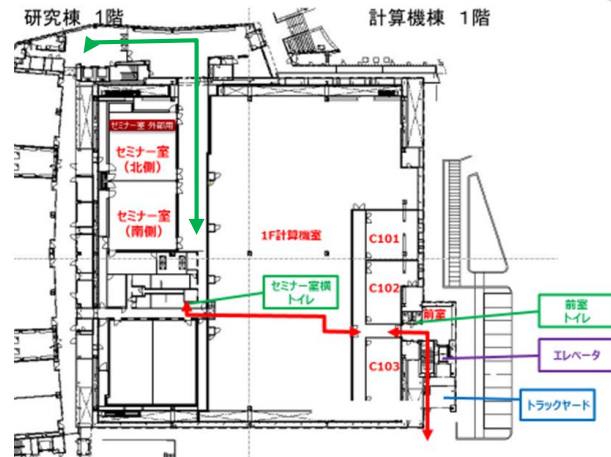 研究棟 1階
計算機棟 1階
セミナー室 外部用
セミナー室
(北側)
セミナー室
(南側)
1F計算機室
C101
C102
セミナー室横
トイレ
前室
前室
トイレ
エレベータ
C103
トラックヤード